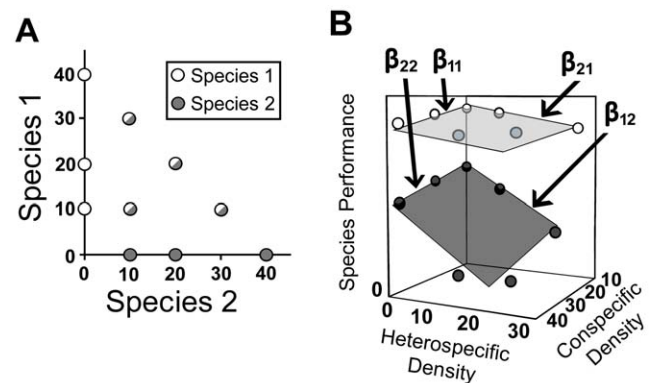 A
Species 1
40
30
20
10
0
0
10
20
30
40
Species 2
Species 1
Species 2
B
β22
β11
β21
β12
Species Performance
0
0
10
20
30
Heterospecific
Density
40
30
20
10
Conspecific
Density